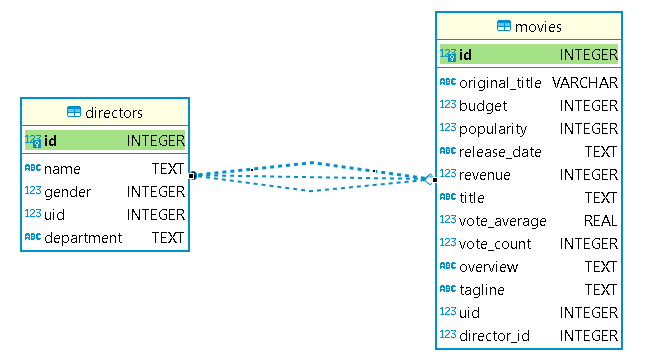 directors
123 id INTEGER
ABC name TEXT
123 gender INTEGER
123 uid INTEGER
ABC department TEXT
movies
123 id INTEGER
ABC original_title VARCHAR
123 budget INTEGER
123 popularity INTEGER
ABC release_date TEXT
123 revenue INTEGER
ABC title TEXT
123 vote_average REAL
123 vote_count INTEGER
ABC overview TEXT
ABC tagline TEXT
123 uid INTEGER
123 director_id INTEGER